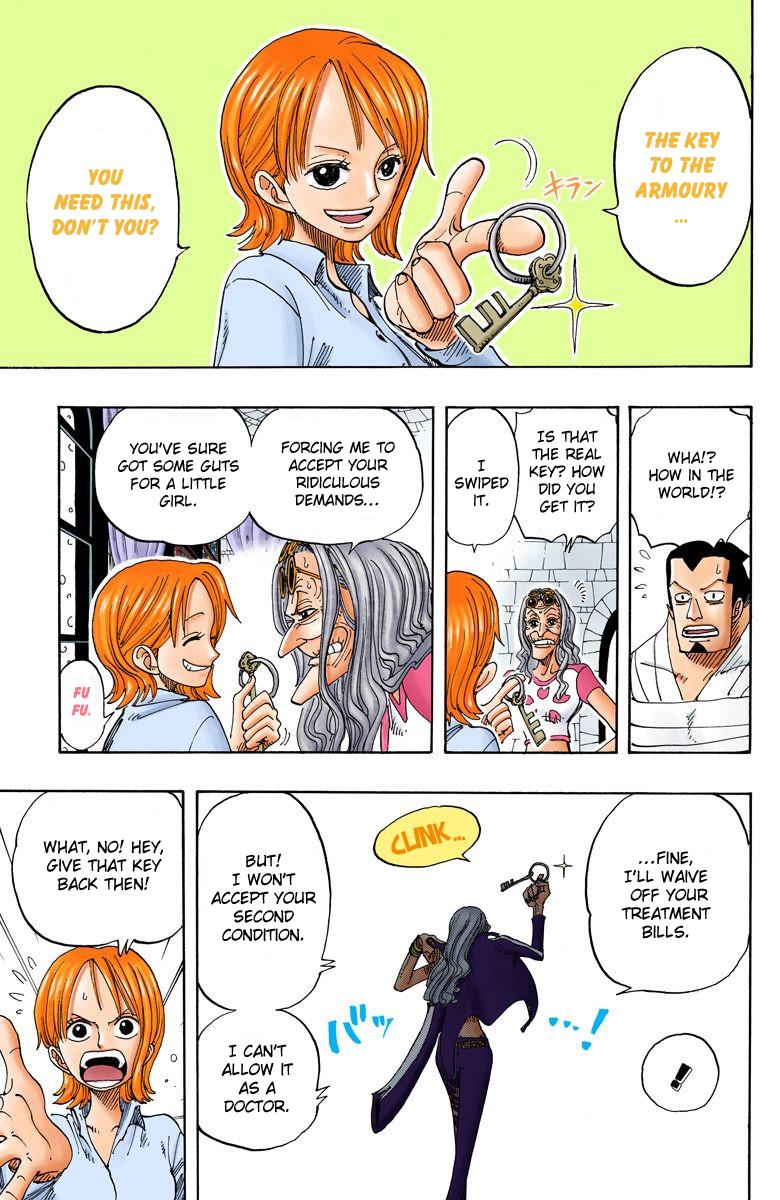 THE KEY
TO THE
ARMOURY
...
YOU
NEED THIS,
DON'T YOU?
キラン
WHA!?
HOW IN THE
WORLD!?
IS THAT
THE REAL
KEY? HOW
DID YOU
GET IT?
I
SWIPED
IT.
FORCING ME TO
ACCEPT YOUR
RIDICULOUS
DEMANDS...
YOU'VE SURE
GOT SOME GUTS
FOR A LITTLE
GIRL.
FU
FU.
...FINE,
I'LL WAIVE
OFF YOUR
TREATMENT
BILLS.
!
CLINK...
バッ
...!
BUT!
I WON'T
ACCEPT YOUR
SECOND
CONDITION.
I CAN'T
ALLOW IT
AS A
DOCTOR.
WHAT, NO! HEY,
GIVE THAT KEY
BACK THEN!